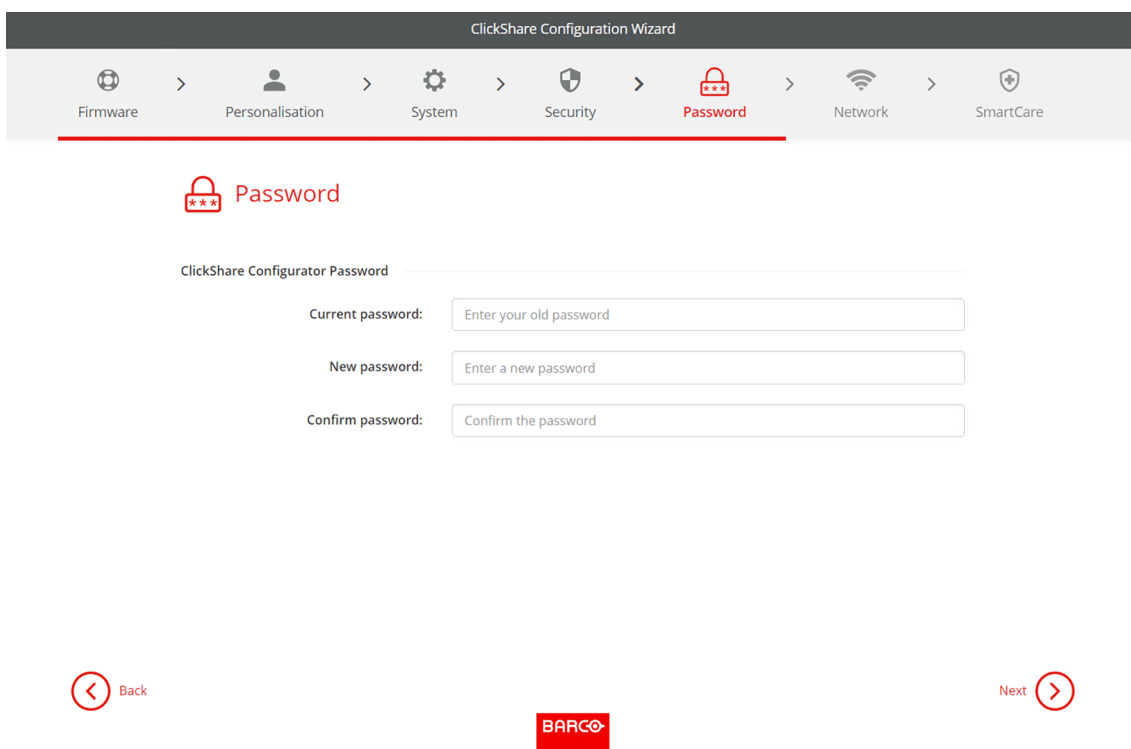 ClickShare Configuration Wizard
Firmware > Personalisation > System > Security > Password > Network > SmartCare
***
*** Password
ClickShare Configurator Password
Current password: Enter your old password
New password: Enter a new password
Confirm password: Confirm the password
Back Next
BARCO